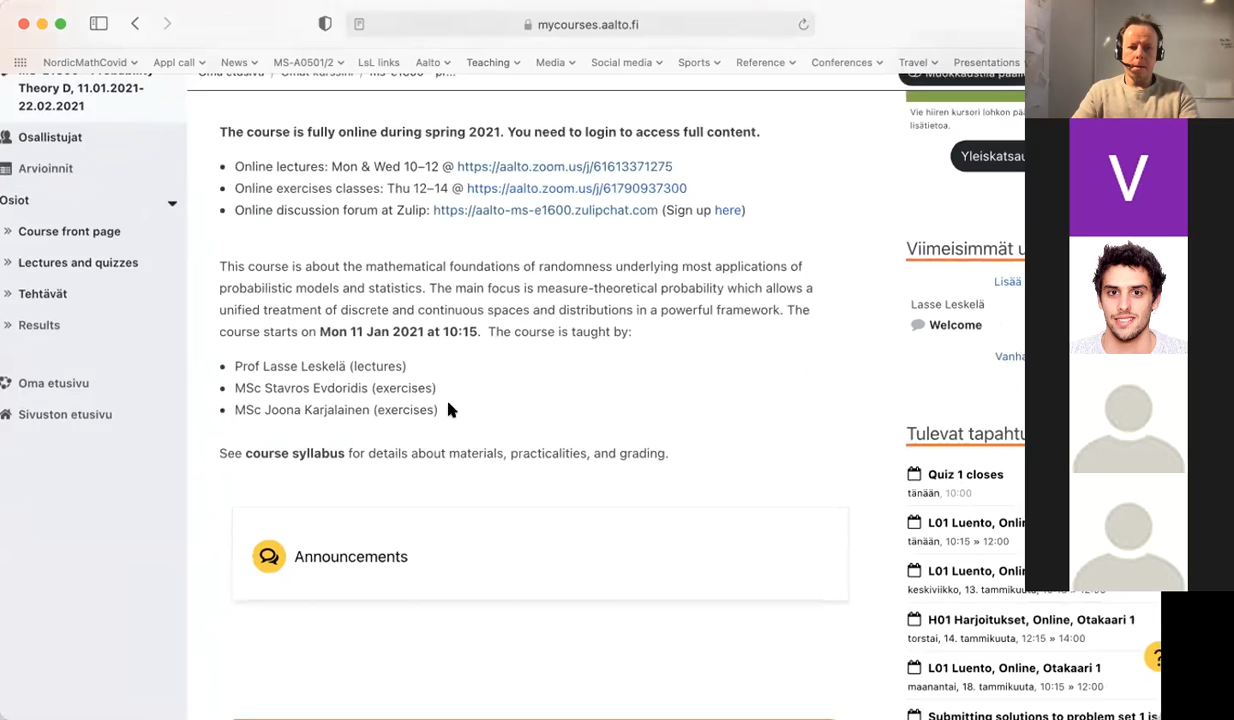 mycourses.aalto.fi
NordicMathCovid Appl call News MS-A0501/2 LsL links Aalto Teaching Media Social media Sports Reference Conferences Travel Presentations
Theory D, 11.01.2021-
22.02.2021
Osallistujat
Arvioinnit
Osiot
Course front page
Lectures and quizzes
Tehtävät
Results
Oma etusivu
Sivuston etusivu
The course is fully online during spring 2021. You need to login to access full content.
Online lectures: Mon & Wed 10–12 @ https://aalto.zoom.us/j/61613371275
Online exercises classes: Thu 12–14 @ https://aalto.zoom.us/j/61790937300
Online discussion forum at Zulip: https://aalto-ms-e1600.zulipchat.com (Sign up here)
This course is about the mathematical foundations of randomness underlying most applications of
probabilistic models and statistics. The main focus is measure-theoretical probability which allows a
unified treatment of discrete and continuous spaces and distributions in a powerful framework. The
course starts on Mon 11 Jan 2021 at 10:15. The course is taught by:
Prof Lasse Leskelä (lectures)
MSc Stavros Evdoridis (exercises)
MSc Joona Karjalainen (exercises)
See course syllabus for details about materials, practicalities, and grading.
Announcements
Vie hiiren kursori lohkon pä
lisätietoa.
Yleiskatsau
Viimeisimmät u
Lisää
Lasse Leskelä
Welcome
Vanha
Tulevat tapahtu
Quiz 1 closes
tänään, 10:00
L01 Luento, Onlin
tänään, 10:15 » 12:00
L01 Luento, Onlin
keskiviikko, 13. tammikuuta,
H01 Harjoitukset, Online, Otakaari 1
torstai, 14. tammikuuta, 12:15 » 14:00
L01 Luento, Online, Otakaari 1
maanantai, 18. tammikuuta, 10:15 » 12:00
Submitting solutions to problem set 1 is
V
?